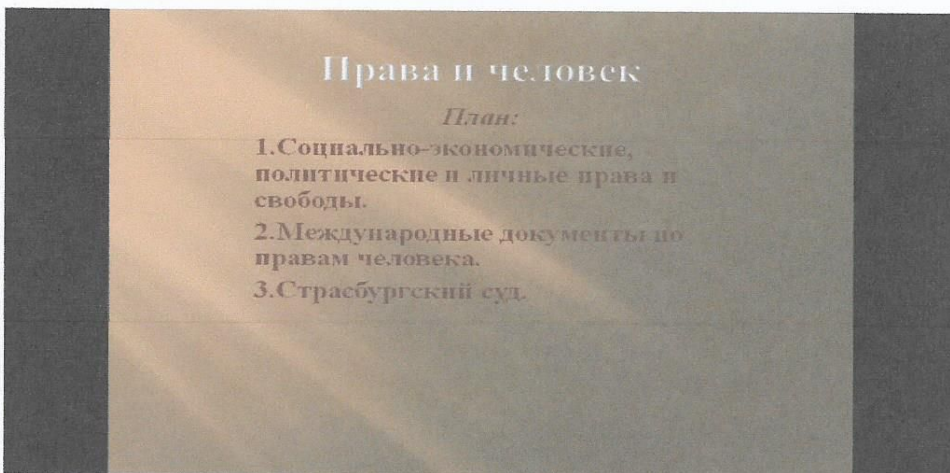 Права и человек
План:
1.Социально-экономические,
политические и личные права и
свободы.
2.Международные документы по
правам человека.
3.Страсбургский суд.